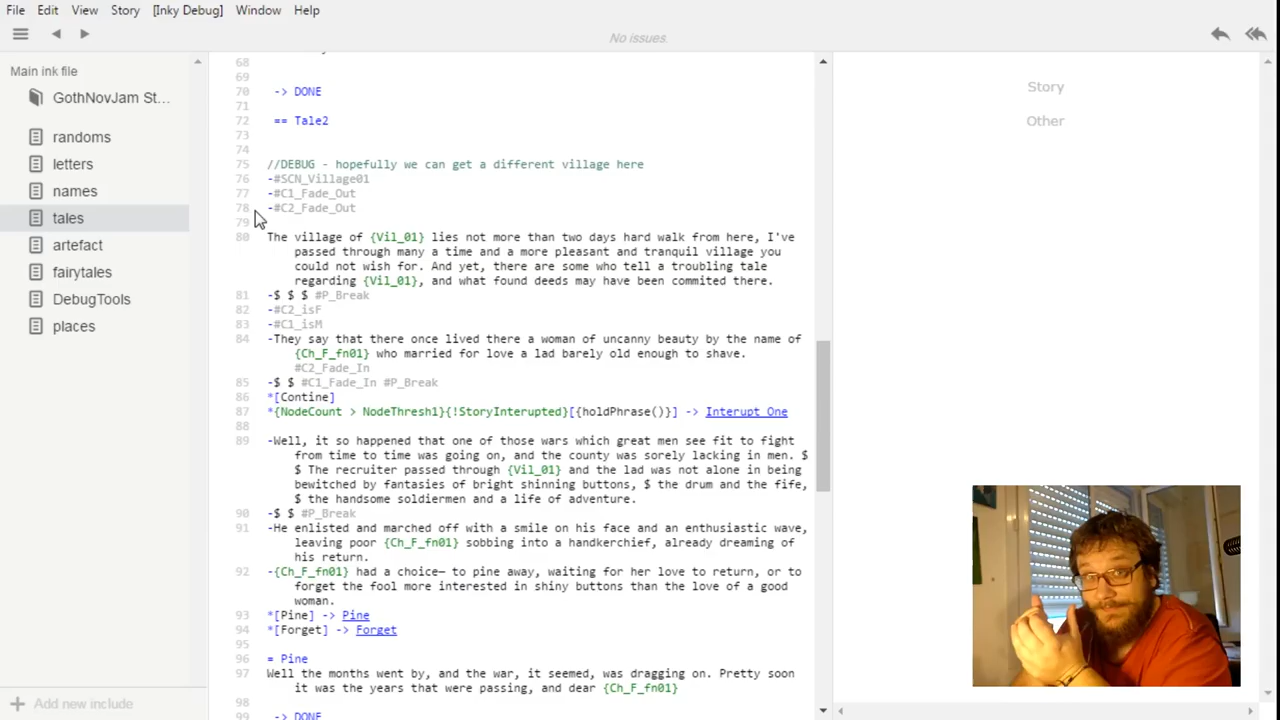 File Edit View Story [Inky Debug] Window Help
No issues.
Main ink file
GothNovJam St...
randoms
letters
names
tales
artefact
fairytales
DebugTools
places
Add new include
68
69
70 -> DONE
71
72 == Tale2
73
74
75 //DEBUG - hopefully we can get a different village here
76 -#SCN_Village01
77 -#C1_Fade_Out
78 -#C2_Fade_Out
79
80 The village of {Vil_01} lies not more than two days hard walk from here, I've
passed through many a time and a more pleasant and tranquil village you
could not wish for. And yet, there are some who tell a troubling tale
regarding {Vil_01}, and what found deeds may have been commited there.
81 -$ $ $ #P_Break
82 -#C2_isF
83 -#C1_isM
84 -They say that there once lived there a woman of uncanny beauty by the name of
{Ch_F_fn01} who married for love a lad barely old enough to shave.
#C2_Fade_In
85 -$ $ #C1_Fade_In #P_Break
86 *[Contine]
87 *{NodeCount > NodeThresh1}{!StoryInterupted}[{holdPhrase()}] -> Interupt_One
88
89 -Well, it so happened that one of those wars which great men see fit to fight
from time to time was going on, and the county was sorely lacking in men. $
$ The recruiter passed through {Vil_01} and the lad was not alone in being
bewitched by fantasies of bright shinning buttons, $ the drum and the fife,
$ the handsome soldiermen and a life of adventure.
90 -$ $ #P_Break
91 -He enlisted and marched off with a smile on his face and an enthusiastic wave,
leaving poor {Ch_F_fn01} sobbing into a handkerchief, already dreaming of
his return.
92 -{Ch_F_fn01} had a choice— to pine away, waiting for her love to return, or to
forget the fool more interested in shiny buttons than the love of a good
woman.
93 *[Pine] -> Pine
94 *[Forget] -> Forget
95
96 = Pine
97 Well the months went by, and the war, it seemed, was dragging on. Pretty soon
it was the years that were passing, and dear {Ch_F_fn01}
98
99 -> DONE
Story
Other